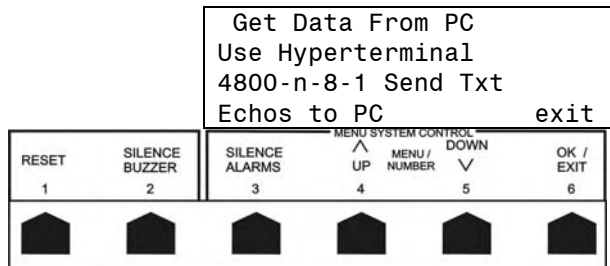 Get Data From PC
Use Hyperterminal
4800-n-8-1 Send Txt
Echos to PC exit
MENU SYSTEM CONTROL
RESET
1
SILENCE
BUZZER
2
SILENCE
ALARMS
3
UP
4
MENU /
NUMBER
DOWN
5
OK /
EXIT
6